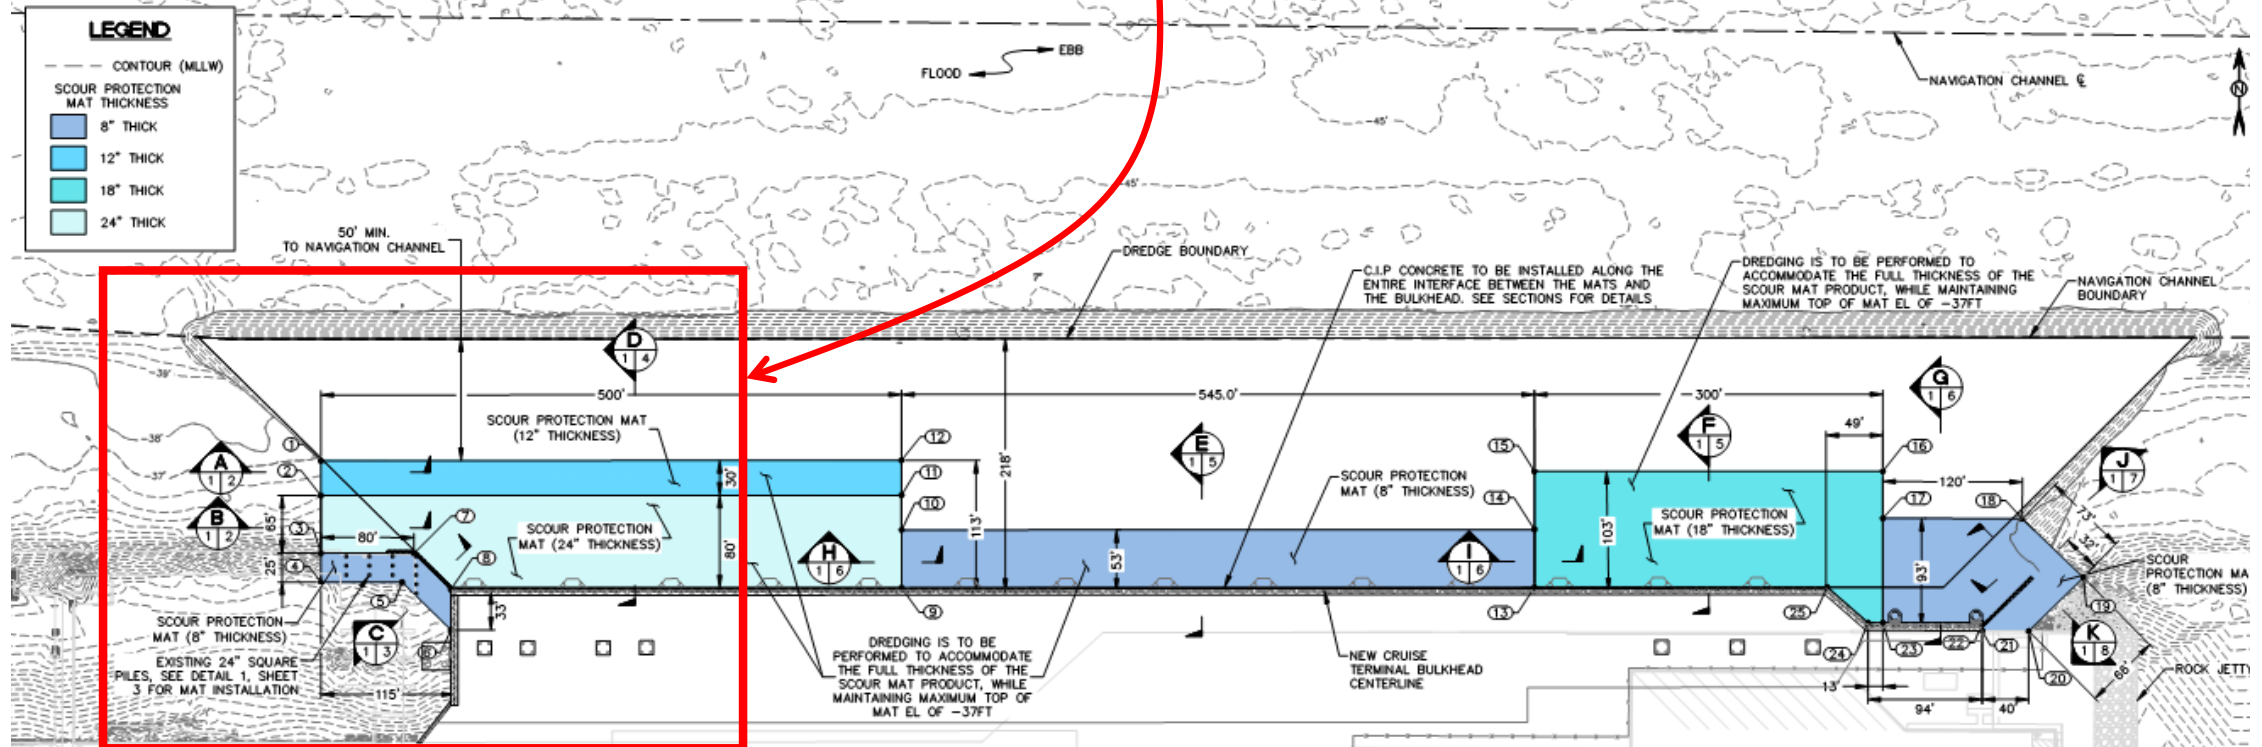 LEGEND
CONTOUR (MLLW)
SCOUR PROTECTION
MAT THICKNESS
8" THICK
12" THICK
18" THICK
24" THICK
FLOOD
EBB
NAVIGATION CHANNEL ℄
N
-45'
-45'
50' MIN.
TO NAVIGATION CHANNEL
DREDGE BOUNDARY
C.I.P CONCRETE TO BE INSTALLED ALONG THE
ENTIRE INTERFACE BETWEEN THE MATS AND
THE BULKHEAD. SEE SECTIONS FOR DETAILS
DREDGING IS TO BE PERFORMED TO
ACCOMMODATE THE FULL THICKNESS OF THE
SCOUR MAT PRODUCT, WHILE MAINTAINING
MAXIMUM TOP OF MAT EL OF -37FT
NAVIGATION CHANNEL
BOUNDARY
D
1 4
-39'
-38'
-37'
500'
545.0'
300'
G
1 6
SCOUR PROTECTION MAT
(12" THICKNESS)
E
1 5
F
1 5
49'
1
2
3
4
5
6
7
8
9
10
11
12
13
14
15
16
17
18
19
20
21
22
23
24
25
A
1 2
B
1 2
C
1 3
H
1 6
I
1 6
J
1 7
K
1 8
218'
30'
113'
80'
65'
25'
80'
33'
115'
53'
103'
120'
93'
73'
32'
66'
13'
94'
40'
SCOUR PROTECTION
MAT (24" THICKNESS)
SCOUR PROTECTION
MAT (8" THICKNESS)
SCOUR PROTECTION
MAT (18" THICKNESS)
SCOUR
PROTECTION MA
(8" THICKNESS)
SCOUR PROTECTION
MAT (8" THICKNESS)
EXISTING 24" SQUARE
PILES, SEE DETAIL 1, SHEET
3 FOR MAT INSTALLATION
DREDGING IS TO BE
PERFORMED TO ACCOMMODATE
THE FULL THICKNESS OF THE
SCOUR MAT PRODUCT, WHILE
MAINTAINING MAXIMUM TOP OF
MAT EL OF -37FT
NEW CRUISE
TERMINAL BULKHEAD
CENTERLINE
ROCK JETTY